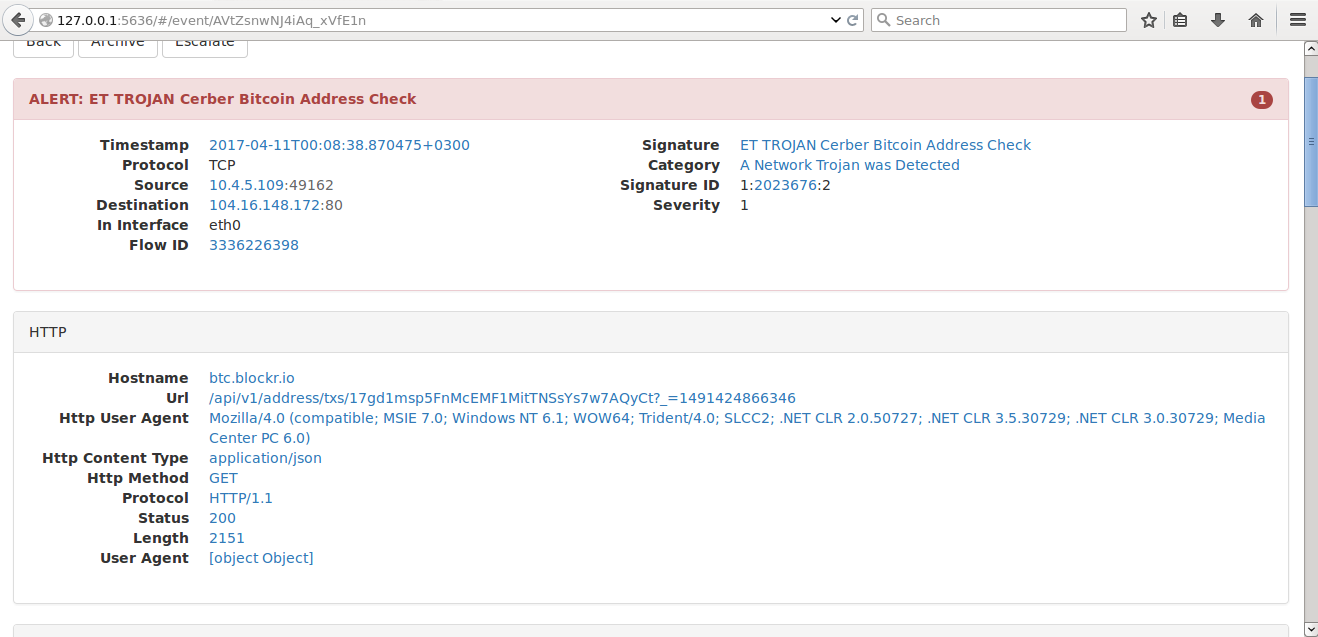 127.0.0.1:5636/#/event/AVtZsnwNJ4iAq_xVfE1n
Search
Back Archive Escalate
ALERT: ET TROJAN Cerber Bitcoin Address Check 1
Timestamp 2017-04-11T00:08:38.870475+0300 Signature ET TROJAN Cerber Bitcoin Address Check
Protocol TCP Category A Network Trojan was Detected
Source 10.4.5.109:49162 Signature ID 1:2023676:2
Destination 104.16.148.172:80 Severity 1
In Interface eth0
Flow ID 3336226398
HTTP
Hostname btc.blockr.io
Url /api/v1/address/txs/17gd1msp5FnMcEMF1MitTNSsYs7w7AQyCt?_=1491424866346
Http User Agent Mozilla/4.0 (compatible; MSIE 7.0; Windows NT 6.1; WOW64; Trident/4.0; SLCC2; .NET CLR 2.0.50727; .NET CLR 3.5.30729; .NET CLR 3.0.30729; Media
Center PC 6.0)
Http Content Type application/json
Http Method GET
Protocol HTTP/1.1
Status 200
Length 2151
User Agent [object Object]